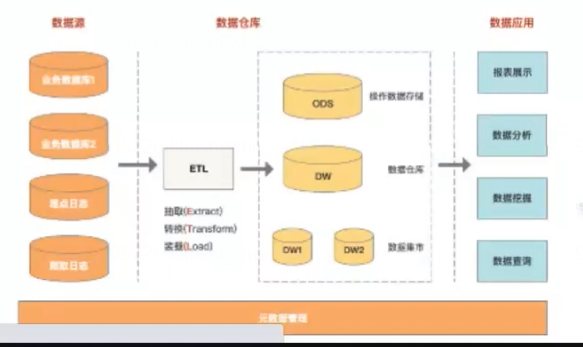 数据源
数据仓库
数据应用
业务数据库1
业务数据库2
埋点日志
爬取日志
ETL
抽取(Extract)
转换(Transform)
装载(Load)
ODS
操作数据存储
DW
数据仓库
DW1
DW2
数据集市
报表展示
数据分析
数据挖掘
数据查询
元数据管理